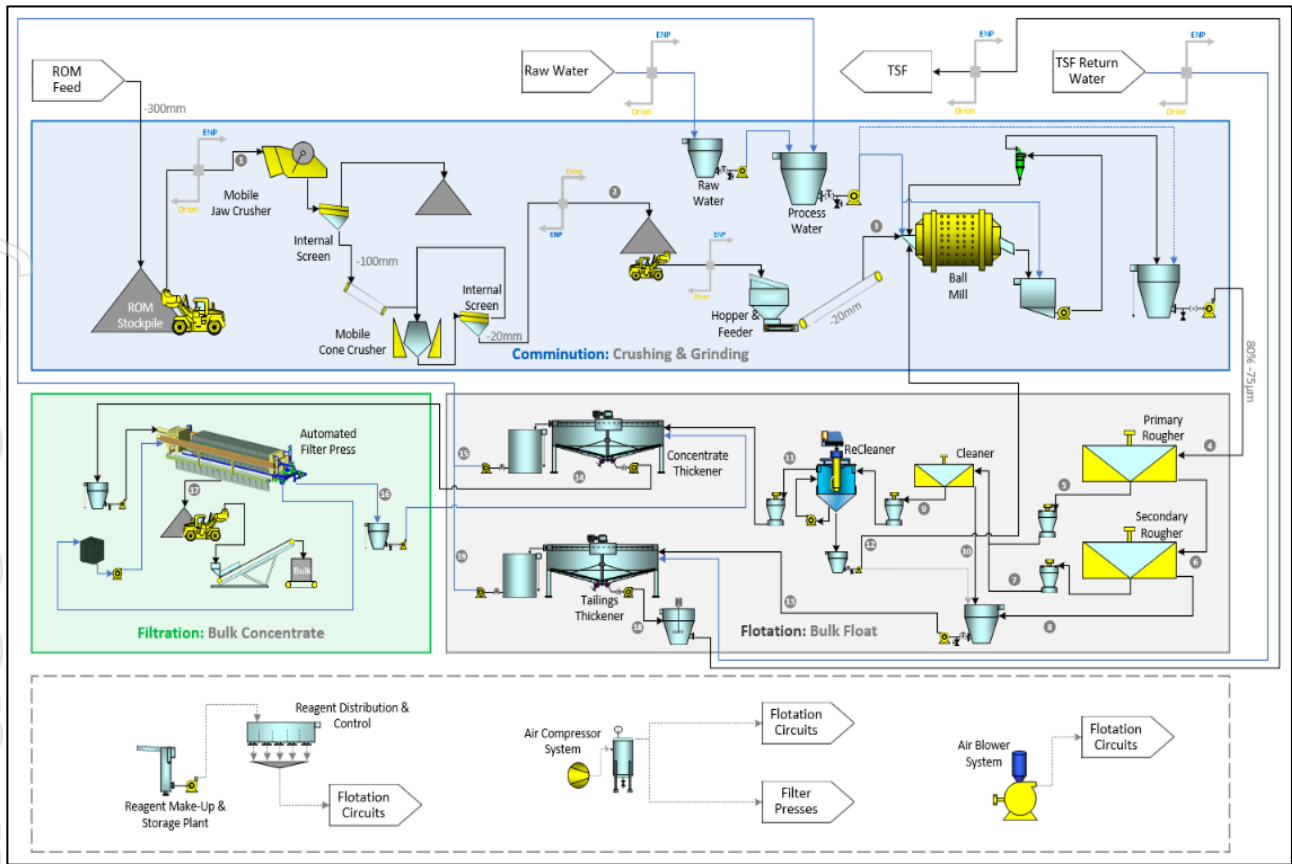 ROM
Feed
-300mm
Raw Water
ENP
Orion
TSF
ENP
Orion
TSF Return
Water
ENP
Orion
ENP
Orion
1
Mobile
Jaw Crusher
Internal
Screen
-100mm
ROM
Stockpile
Mobile
Cone Crusher
Internal
Screen
-20mm
Orion
ENP
2
ENP
Orion
Hopper &
Feeder
-20mm
Raw
Water
Process
Water
3
Ball
Mill
80% -75µm
Comminution: Crushing & Grinding
Automated
Filter Press
17
16
Bulk
Filtration: Bulk Concentrate
15
Concentrate
Thickener
14
11
ReCleaner
Cleaner
9
12
10
Primary
Rougher
4
5
Secondary
Rougher
6
7
8
19
Tailings
Thickener
18
13
Flotation: Bulk Float
Reagent Distribution &
Control
Reagent Make-Up &
Storage Plant
Flotation
Circuits
Air Compressor
System
Flotation
Circuits
Filter
Presses
Air Blower
System
Flotation
Circuits